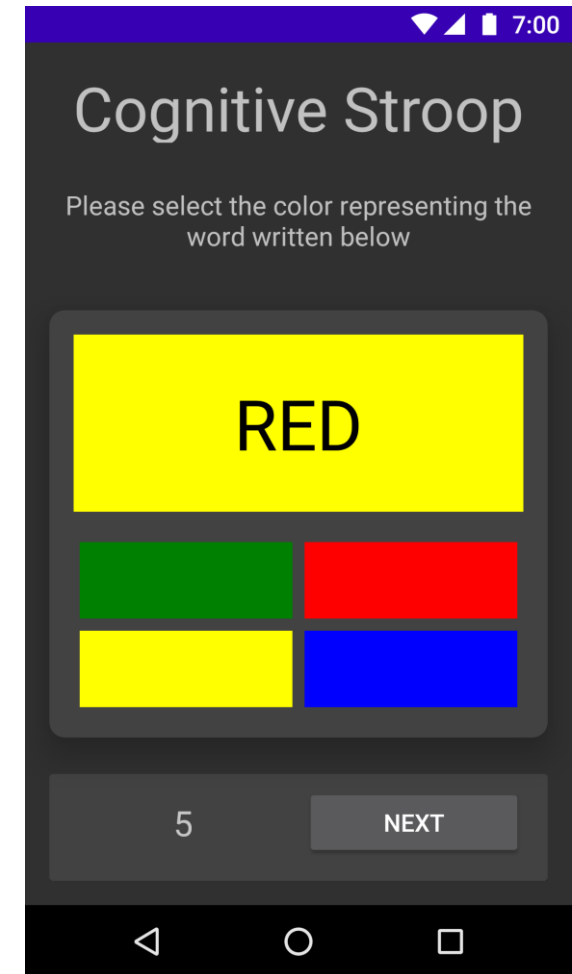 7:00
Cognitive Stroop
Please select the color representing the
word written below
RED
5
NEXT